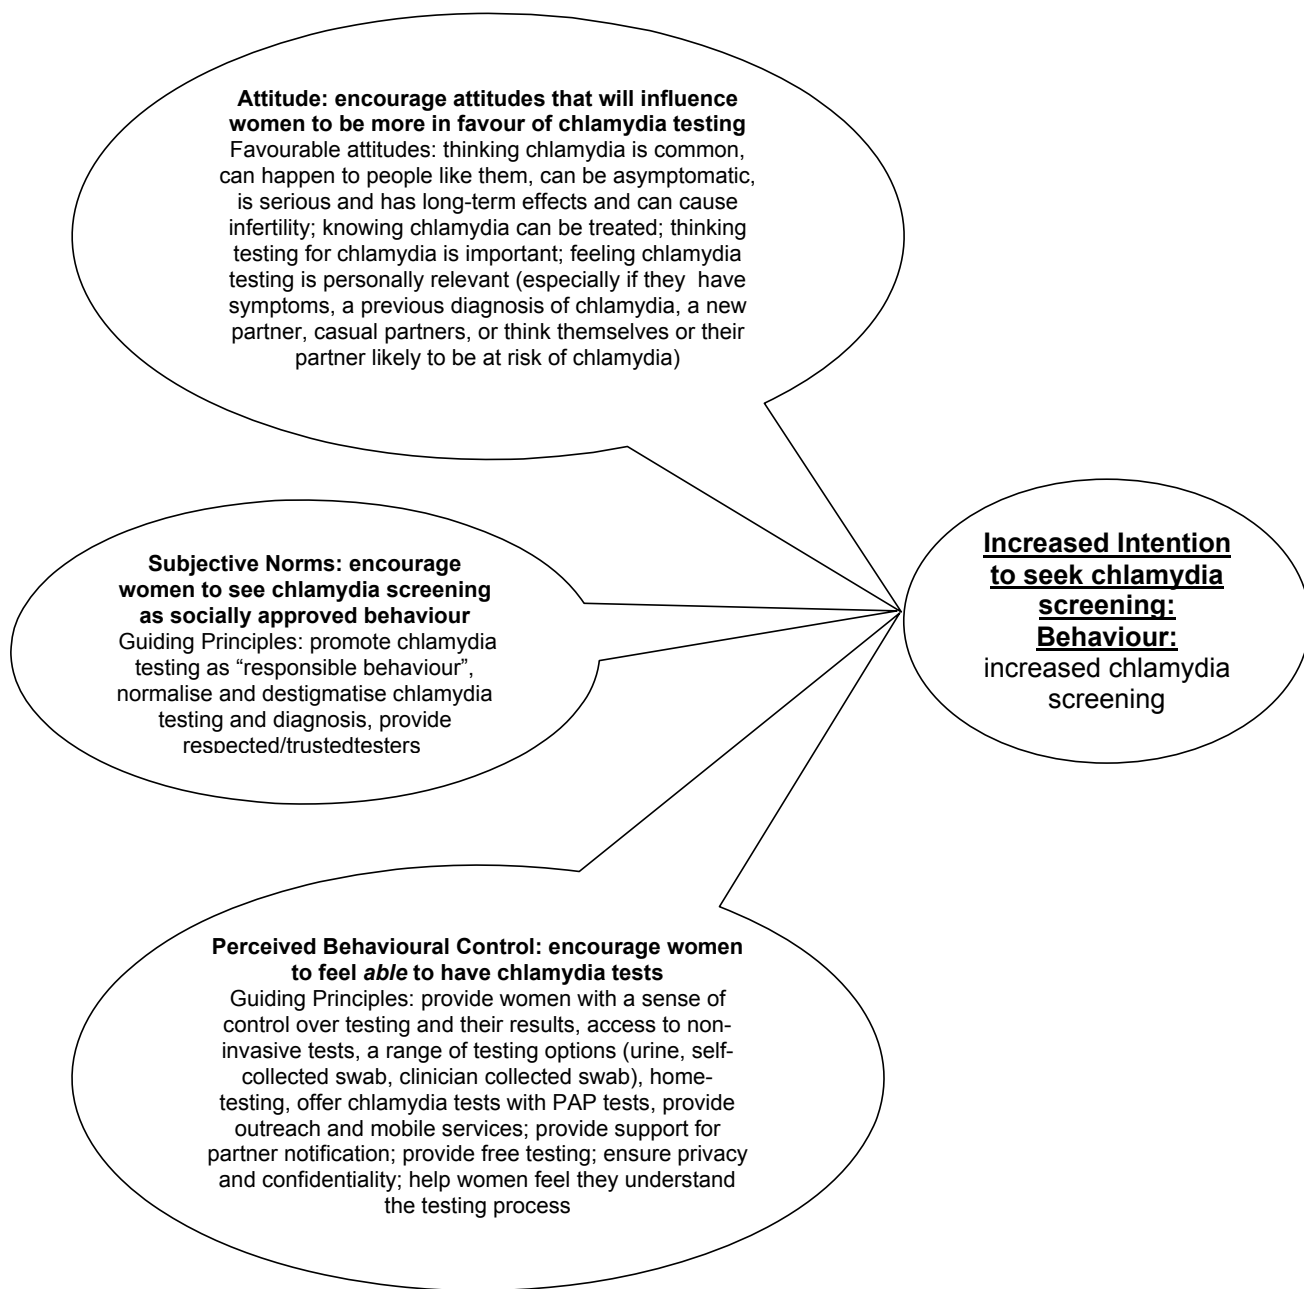 Attitude: encourage attitudes that will influence
women to be more in favour of chlamydia testing
Favourable attitudes: thinking chlamydia is common,
can happen to people like them, can be asymptomatic,
is serious and has long-term effects and can cause
infertility; knowing chlamydia can be treated; thinking
testing for chlamydia is important; feeling chlamydia
testing is personally relevant (especially if they have
symptoms, a previous diagnosis of chlamydia, a new
partner, casual partners, or think themselves or their
partner likely to be at risk of chlamydia)
Subjective Norms: encourage
women to see chlamydia screening
as socially approved behaviour
Guiding Principles: promote chlamydia
testing as “responsible behaviour”,
normalise and destigmatise chlamydia
testing and diagnosis, provide
respected/trustedtesters
Increased Intention
to seek chlamydia
screening:
Behaviour:
increased chlamydia
screening
Perceived Behavioural Control: encourage women
to feel able to have chlamydia tests
Guiding Principles: provide women with a sense of
control over testing and their results, access to non-
invasive tests, a range of testing options (urine, self-
collected swab, clinician collected swab), home-
testing, offer chlamydia tests with PAP tests, provide
outreach and mobile services; provide support for
partner notification; provide free testing; ensure privacy
and confidentiality; help women feel they understand
the testing process